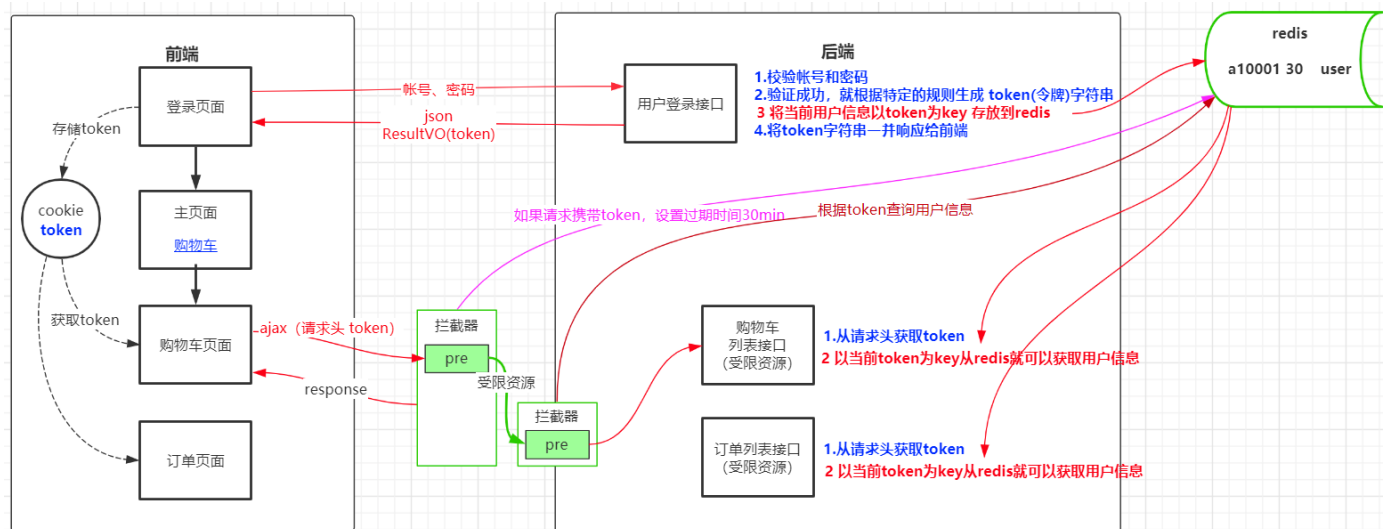 前端
登录页面
存储token
cookie
token
主页面
购物车
获取token
购物车页面
订单页面
帐号、密码
json
ResultVO(token)
ajax（请求头 token）
response
拦截器
pre
受限资源
拦截器
pre
后端
用户登录接口
1.校验帐号和密码
2.验证成功，就根据特定的规则生成 token(令牌)字符串
3 将当前用户信息以token为key 存放到redis
4.将token字符串一并响应给前端
如果请求携带token，设置过期时间30min
根据token查询用户信息
购物车
列表接口
（受限资源）
1.从请求头获取token
2 以当前token为key从redis就可以获取用户信息
订单列表接口
（受限资源）
1.从请求头获取token
2 以当前token为key从redis就可以获取用户信息
redis
a10001 30 user